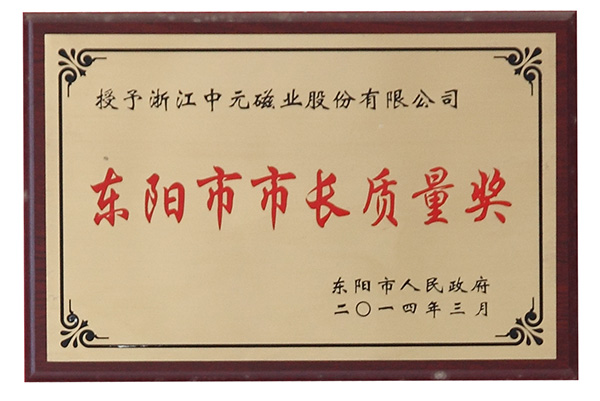 授予浙江中元磁业股份有限公司
东阳市市长质量奖
东阳市人民政府
二〇一四年三月